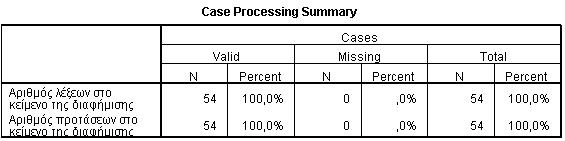 Case Processing Summary
Cases
Valid Missing Total
N Percent N Percent N Percent
Αριθμός λέξεων στο
κείμενο της διαφήμισης 54 100,0% 0 ,0% 54 100,0%
Αριθμός προτάσεων στο
κείμενο της διαφήμισης 54 100,0% 0 ,0% 54 100,0%